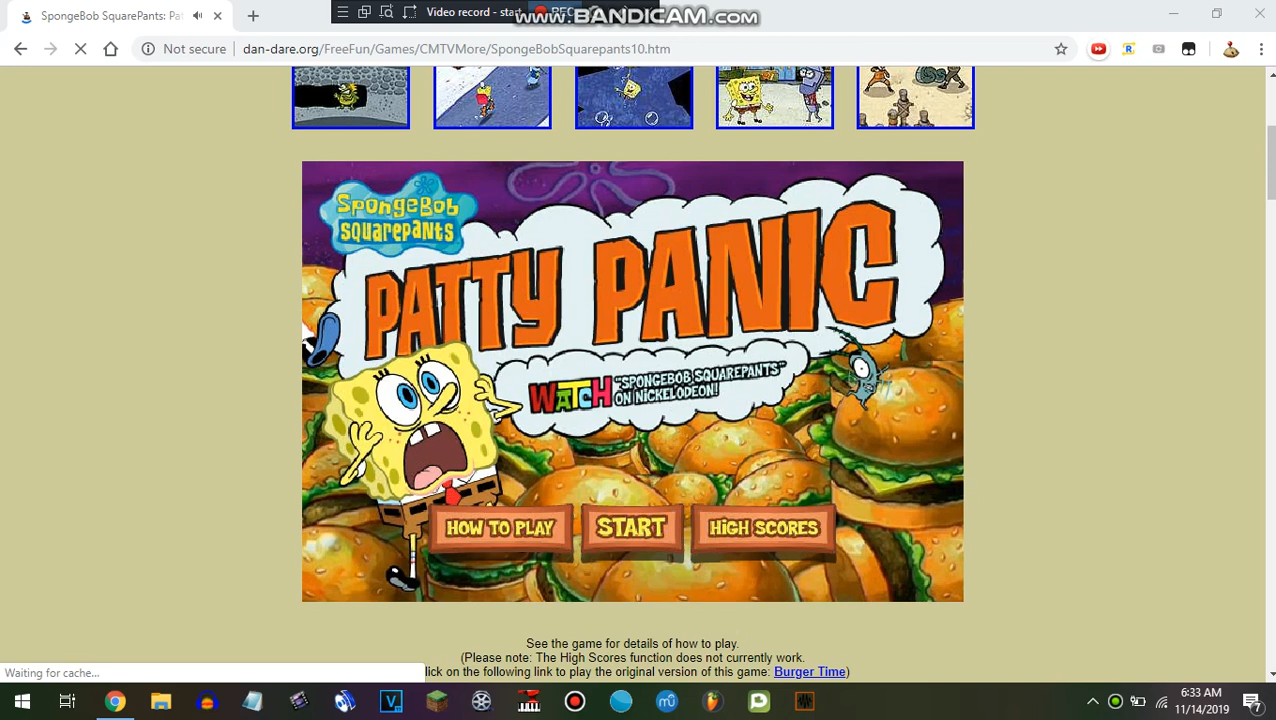 SpongeBob SquarePants: Pat
Video record - start
REC
www.BANDICAM.com
Not secure
dan-dare.org/FreeFun/Games/CMTVMore/SpongeBobSquarepants10.htm
SpongeBob
SquarePants
PATTY PANIC
WATCH "SPONGEBOB SQUAREPANTS"
ON NICKELODEON!
HOW TO PLAY
START
HIGH SCORES
See the game for details of how to play.
(Please note: The High Scores function does not currently work.
lick on the following link to play the original version of this game: Burger Time)
Waiting for cache...
6:33 AM
11/14/2019